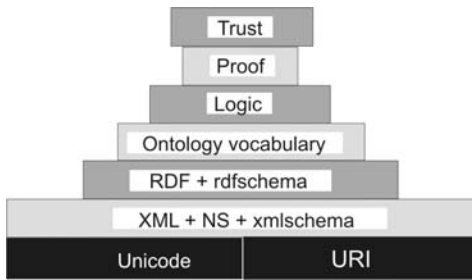 Trust
Proof
Logic
Ontology vocabulary
RDF + rdfschema
XML + NS + xmlschema
Unicode URI